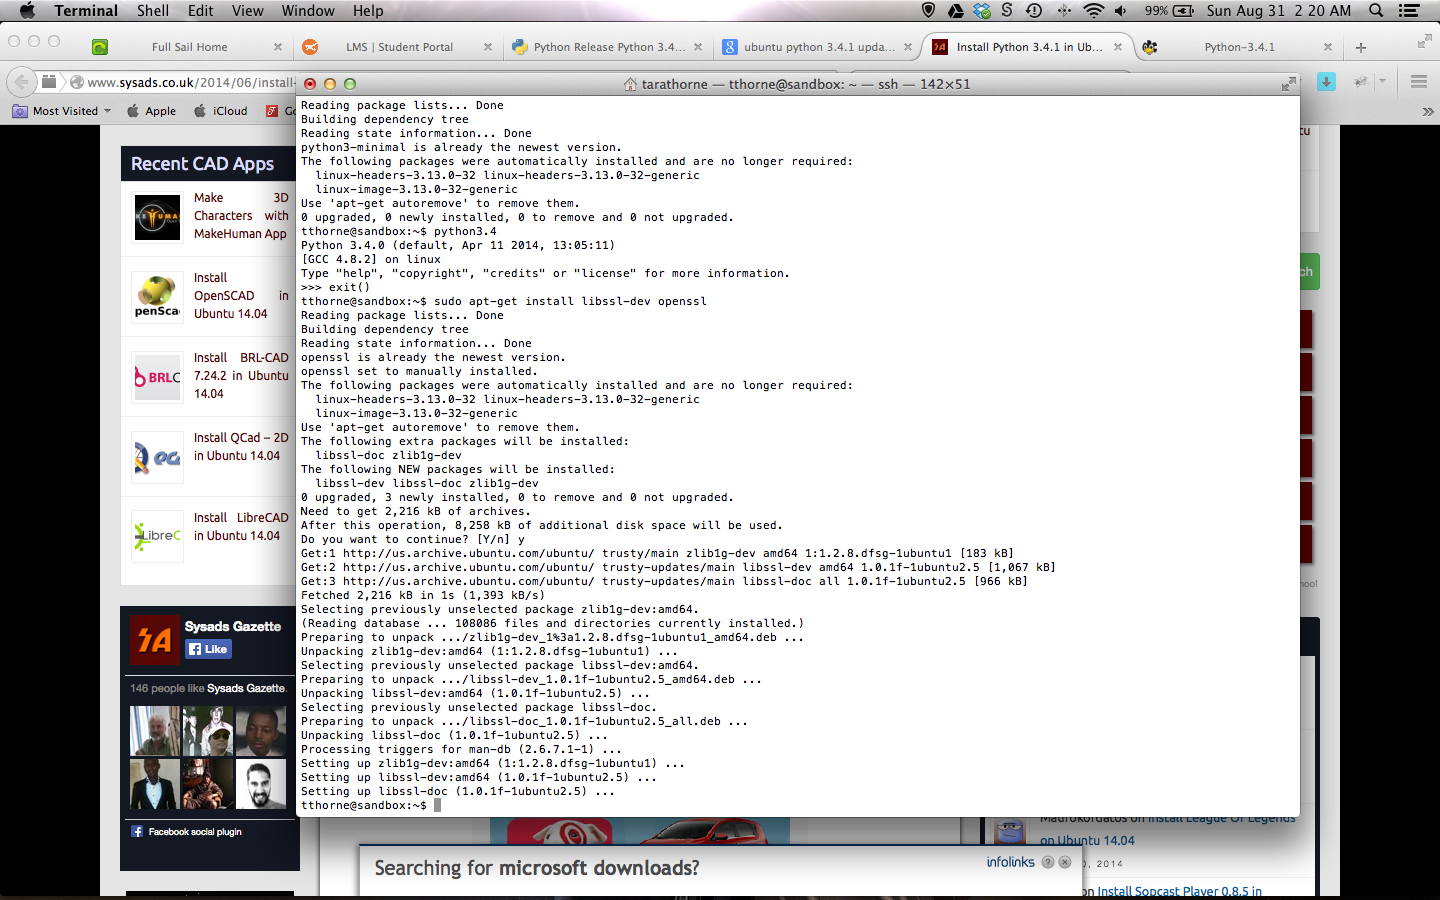 Terminal Shell Edit View Window Help
99% Sun Aug 31 2 20 AM
Full Sail Home
LMS | Student Portal
Python Release Python 3.4...
ubuntu python 3.4.1 upda...
Install Python 3.4.1 in Ub...
Python-3.4.1
www.sysads.co.uk/2014/06/install-
tarathorne — tthorne@sandbox: ~ — ssh — 142×51
Most Visited Apple iCloud
Reading package lists... Done
Building dependency tree
Reading state information... Done
python3-minimal is already the newest version.
The following packages were automatically installed and are no longer required:
linux-headers-3.13.0-32 linux-headers-3.13.0-32-generic
linux-image-3.13.0-32-generic
Use 'apt-get autoremove' to remove them.
0 upgraded, 0 newly installed, 0 to remove and 0 not upgraded.
tthorne@sandbox:~$ python3.4
Python 3.4.0 (default, Apr 11 2014, 13:05:11)
[GCC 4.8.2] on linux
Type "help", "copyright", "credits" or "license" for more information.
>>> exit()
tthorne@sandbox:~$ sudo apt-get install libssl-dev openssl
Reading package lists... Done
Building dependency tree
Reading state information... Done
openssl is already the newest version.
openssl set to manually installed.
The following packages were automatically installed and are no longer required:
linux-headers-3.13.0-32 linux-headers-3.13.0-32-generic
linux-image-3.13.0-32-generic
Use 'apt-get autoremove' to remove them.
The following extra packages will be installed:
libssl-doc zlib1g-dev
The following NEW packages will be installed:
libssl-dev libssl-doc zlib1g-dev
0 upgraded, 3 newly installed, 0 to remove and 0 not upgraded.
Need to get 2,216 kB of archives.
After this operation, 8,258 kB of additional disk space will be used.
Do you want to continue? [Y/n] y
Get:1 http://us.archive.ubuntu.com/ubuntu/ trusty/main zlib1g-dev amd64 1:1.2.8.dfsg-1ubuntu1 [183 kB]
Get:2 http://us.archive.ubuntu.com/ubuntu/ trusty-updates/main libssl-dev amd64 1.0.1f-1ubuntu2.5 [1,067 kB]
Get:3 http://us.archive.ubuntu.com/ubuntu/ trusty-updates/main libssl-doc all 1.0.1f-1ubuntu2.5 [966 kB]
Fetched 2,216 kB in 1s (1,393 kB/s)
Selecting previously unselected package zlib1g-dev:amd64.
(Reading database ... 108086 files and directories currently installed.)
Preparing to unpack .../zlib1g-dev_1%3a1.2.8.dfsg-1ubuntu1_amd64.deb ...
Unpacking zlib1g-dev:amd64 (1:1.2.8.dfsg-1ubuntu1) ...
Selecting previously unselected package libssl-dev:amd64.
Preparing to unpack .../libssl-dev_1.0.1f-1ubuntu2.5_amd64.deb ...
Unpacking libssl-dev:amd64 (1.0.1f-1ubuntu2.5) ...
Selecting previously unselected package libssl-doc.
Preparing to unpack .../libssl-doc_1.0.1f-1ubuntu2.5_all.deb ...
Unpacking libssl-doc (1.0.1f-1ubuntu2.5) ...
Processing triggers for man-db (2.6.7.1-1) ...
Setting up zlib1g-dev:amd64 (1:1.2.8.dfsg-1ubuntu1) ...
Setting up libssl-dev:amd64 (1.0.1f-1ubuntu2.5) ...
Setting up libssl-doc (1.0.1f-1ubuntu2.5) ...
tthorne@sandbox:~$
Recent CAD Apps
Make 3D
Characters with
MakeHuman App
Install
OpenSCAD in
Ubuntu 14.04
Install BRL-CAD
7.24.2 in Ubuntu
14.04
Install QCad – 2D
in Ubuntu 14.04
Install LibreCAD
in Ubuntu 14.04
Sysads Gazette
Like
146 people like Sysads Gazette.
Facebook social plugin
Searching for microsoft downloads?
infolinks
Madrokordatos on Install League Of Legends
on Ubuntu 14.04
0, 2014
on Install Sopcast Player 0.8.5 in